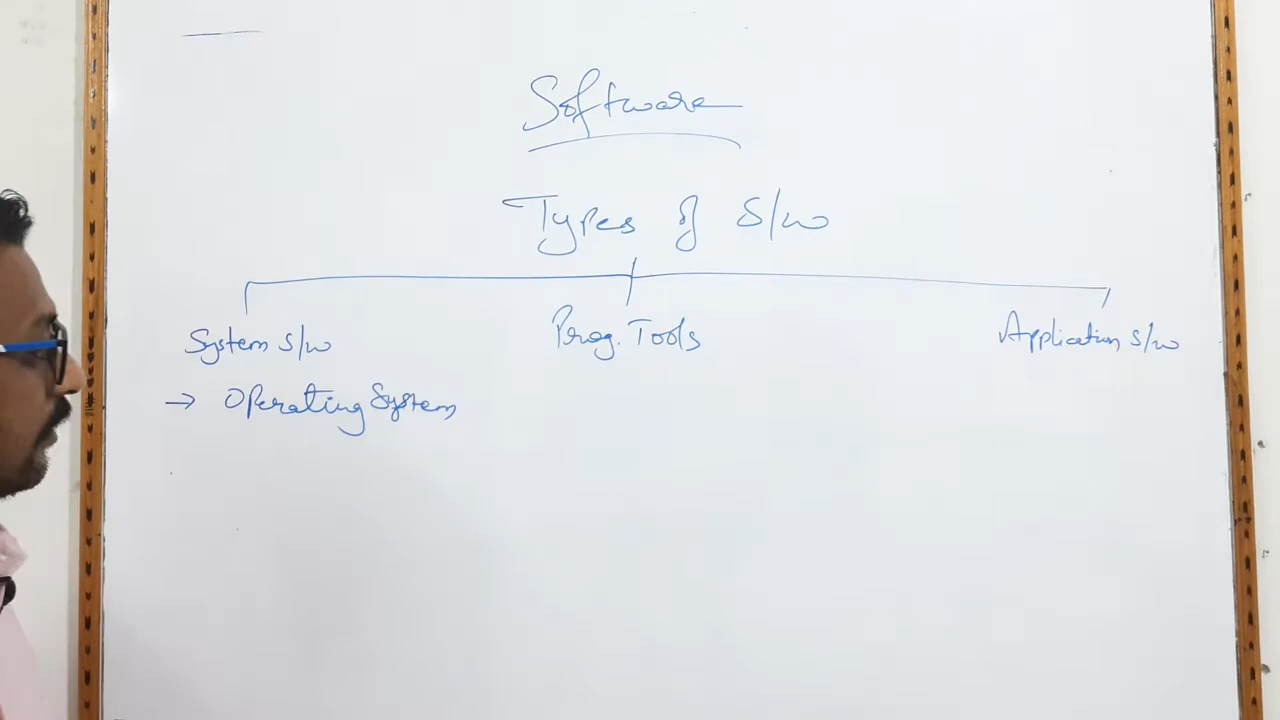 Software
Types of S/w
System S/w Prog. Tools Application S/w
→ Operating System